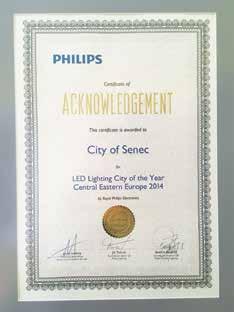 PHILIPS
Certificate of
ACKNOWLEDGEMENT
This certificate is awarded to
City of Senec
for
LED Lighting City of the Year
Central Eastern Europe 2014
by Royal Philips Electronics